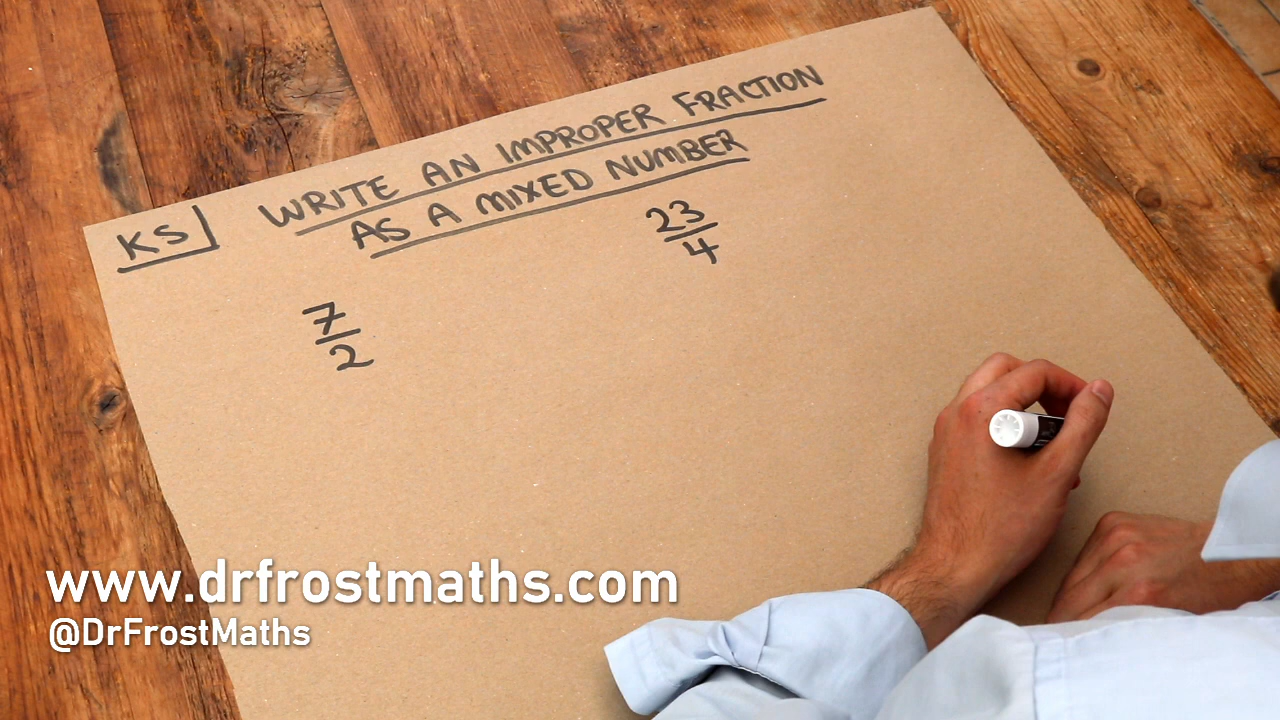 KS
WRITE AN IMPROPER FRACTION
AS A MIXED NUMBER
23
4
7
2
www.drfrostmaths.com
@DrFrostMaths